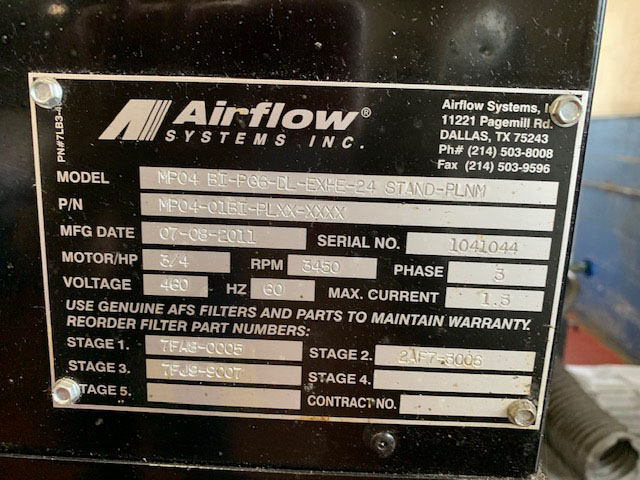 Airflow®
SYSTEMS INC.
Airflow Systems,
11221 Pagemill Rd.
DALLAS, TX 75243
Ph# (214) 503-8008
Fax (214) 503-9596
PN#7LB3-
MODEL MP04 BI-PG6-DL-EXHE-24 STAND-PLNM
P/N MP04-01BI-PLXX-XXXX
MFG DATE 07-08-2011 SERIAL NO. 1041044
MOTOR/HP 3/4 RPM 3450 PHASE 3
VOLTAGE 460 HZ 60 MAX. CURRENT 1.3
USE GENUINE AFS FILTERS AND PARTS TO MAINTAIN WARRANTY.
REORDER FILTER PART NUMBERS:
STAGE 1. 7FA8-0005 STAGE 2. 2AF7-3006
STAGE 3. 7FJ9-9007 STAGE 4.
STAGE 5. CONTRACT NO.